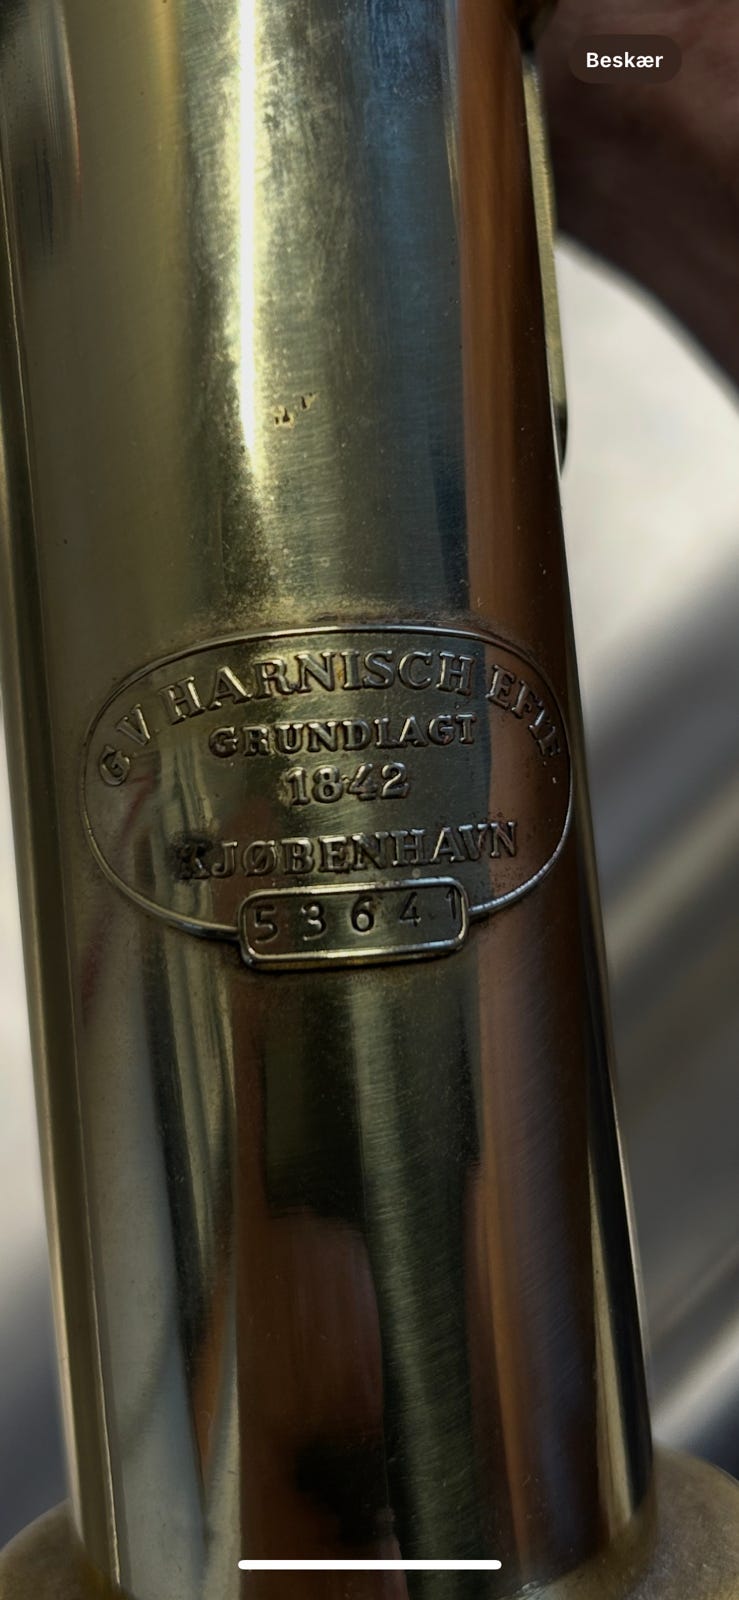 Beskær
G V HARNISCH EFTF
GRUNDLAGT
1842
KJØBENHAVN
53641